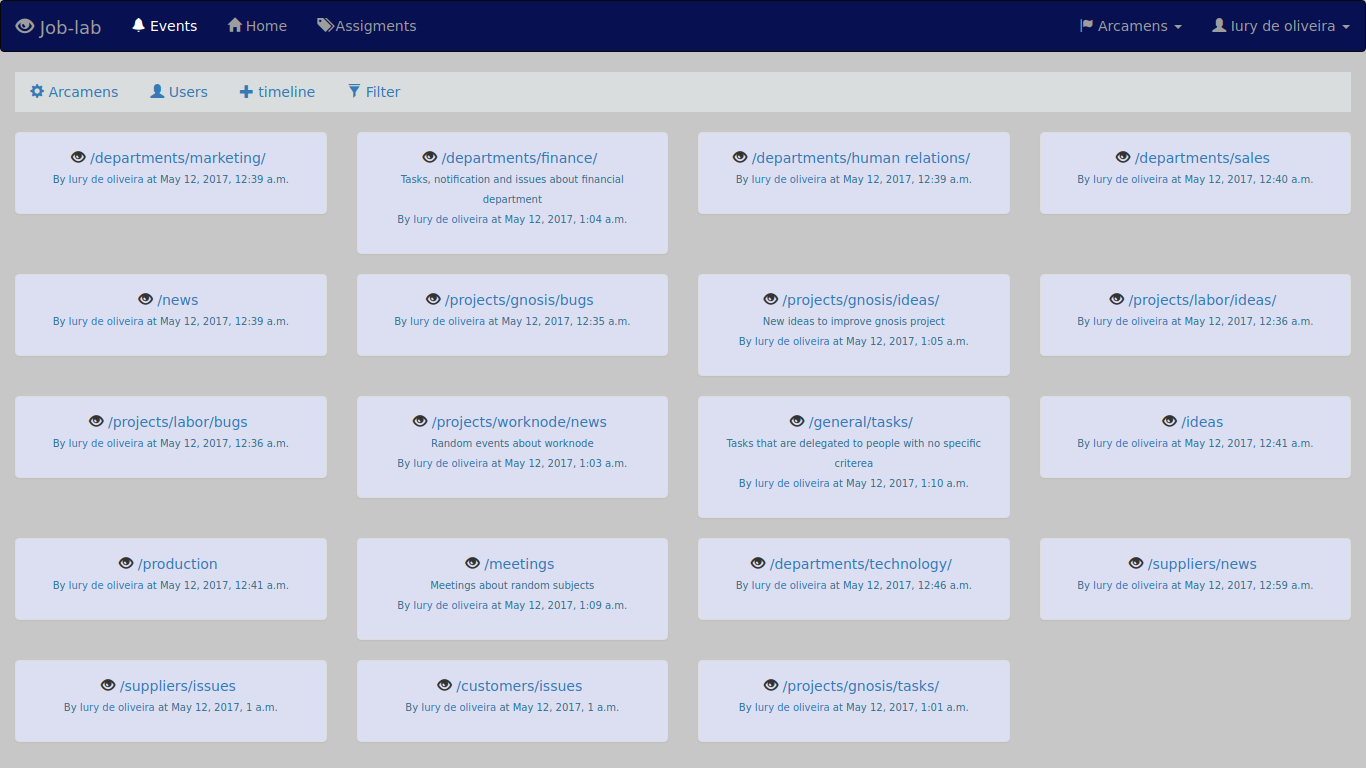 Job-lab Events Home Assigments Arcamens Iury de oliveira
Arcamens Users timeline Filter
/departments/marketing/
By Iury de oliveira at May 12, 2017, 12:39 a.m.
/departments/finance/
Tasks, notification and issues about financial
department
By Iury de oliveira at May 12, 2017, 1:04 a.m.
/departments/human relations/
By Iury de oliveira at May 12, 2017, 12:39 a.m.
/departments/sales
By Iury de oliveira at May 12, 2017, 12:40 a.m.
/news
By Iury de oliveira at May 12, 2017, 12:39 a.m.
/projects/gnosis/bugs
By Iury de oliveira at May 12, 2017, 12:35 a.m.
/projects/gnosis/ideas/
New ideas to improve gnosis project
By Iury de oliveira at May 12, 2017, 1:05 a.m.
/projects/labor/ideas/
By Iury de oliveira at May 12, 2017, 12:36 a.m.
/projects/labor/bugs
By Iury de oliveira at May 12, 2017, 12:36 a.m.
/projects/worknode/news
Random events about worknode
By Iury de oliveira at May 12, 2017, 1:03 a.m.
/general/tasks/
Tasks that are delegated to people with no specific
criterea
By Iury de oliveira at May 12, 2017, 1:10 a.m.
/ideas
By Iury de oliveira at May 12, 2017, 12:41 a.m.
/production
By Iury de oliveira at May 12, 2017, 12:41 a.m.
/meetings
Meetings about random subjects
By Iury de oliveira at May 12, 2017, 1:09 a.m.
/departments/technology/
By Iury de oliveira at May 12, 2017, 12:46 a.m.
/suppliers/news
By Iury de oliveira at May 12, 2017, 12:59 a.m.
/suppliers/issues
By Iury de oliveira at May 12, 2017, 1 a.m.
/customers/issues
By Iury de oliveira at May 12, 2017, 1 a.m.
/projects/gnosis/tasks/
By Iury de oliveira at May 12, 2017, 1:01 a.m.